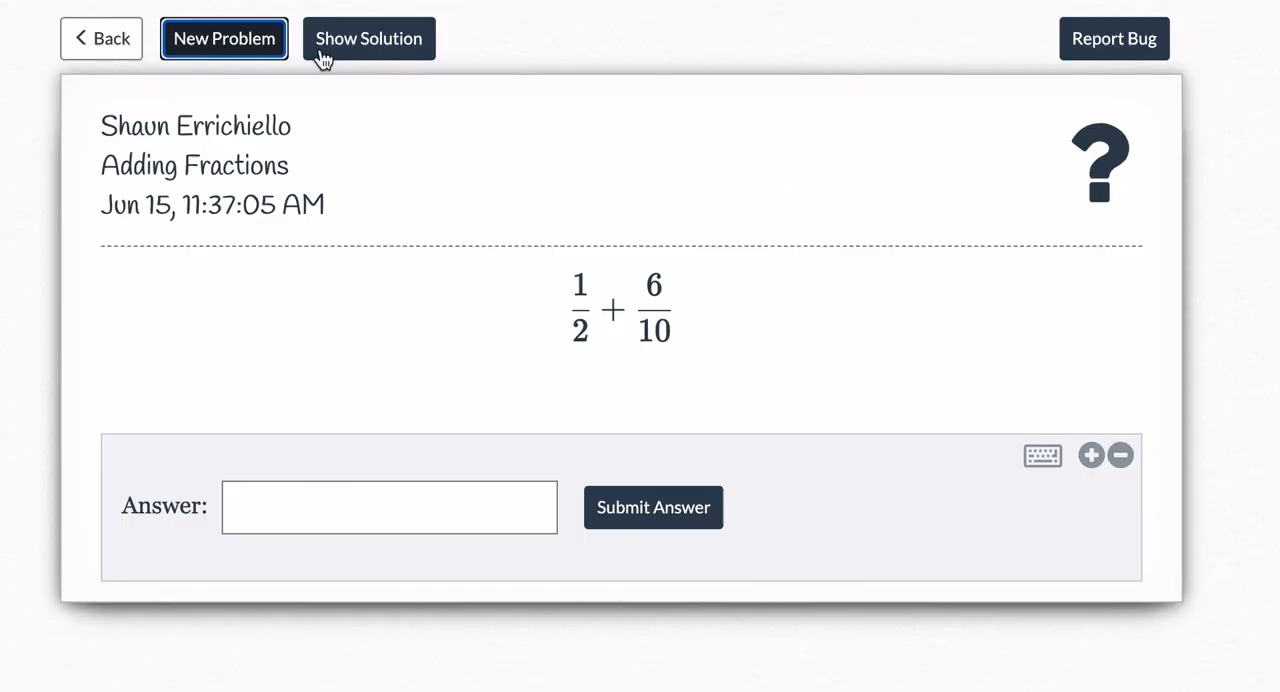 Back New Problem Show Solution Report Bug
Shaun Errichiello
Adding Fractions
Jun 15, 11:37:05 AM
?
1/2 + 6/10
Answer: Submit Answer